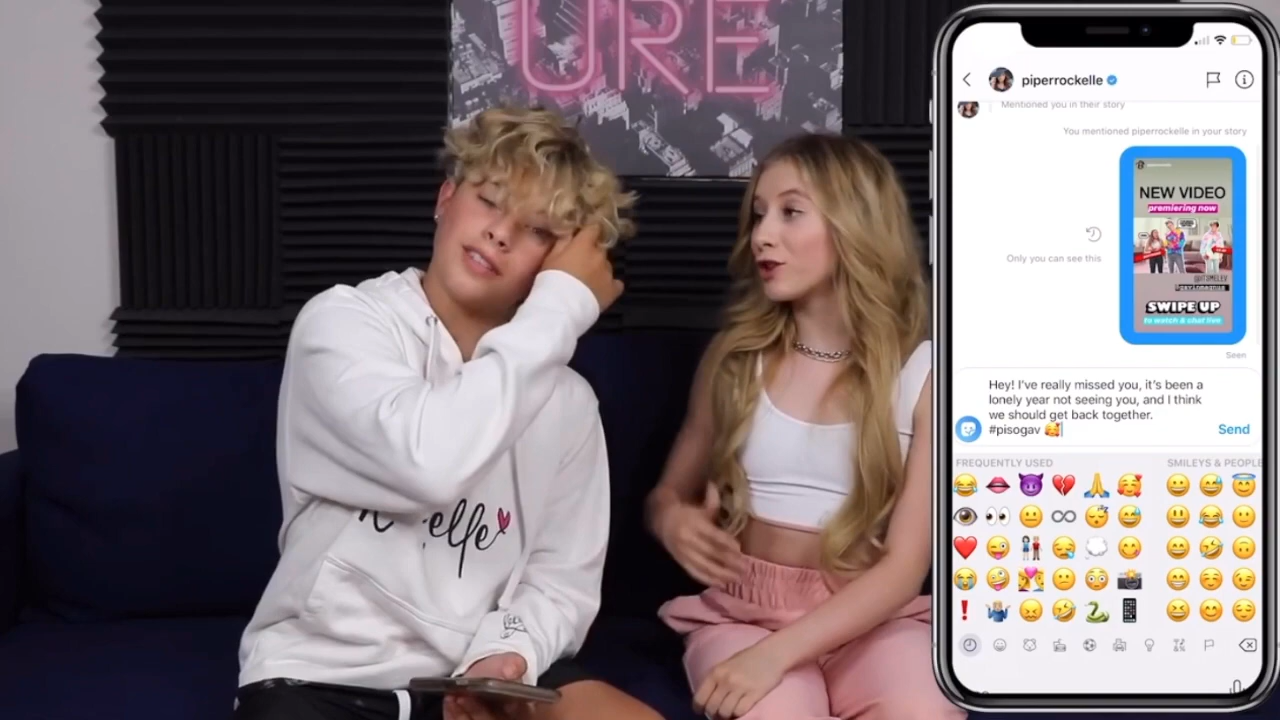 URE
elfe
piperrockelle
Mentioned you in their story
You mentioned piperrockelle in your story
NEW VIDEO
premiering now
Only you can see this
SWIPE UP
to watch & chat live
Seen
Hey! I've really missed you, it's been a
lonely year not seeing you, and I think
we should get back together.
#pisogav 🥰
Send
FREQUENTLY USED
SMILEYS & PEOPLE